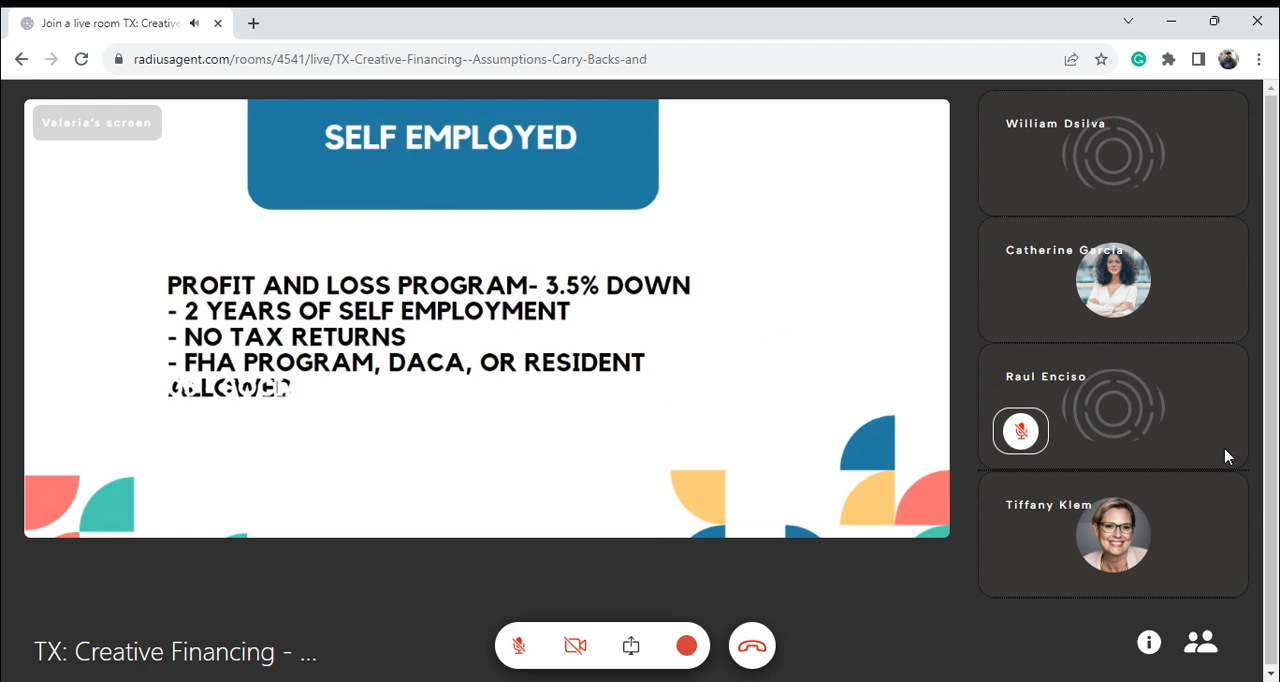 Join a live room TX: Creative
radiusagent.com/rooms/4541/live/TX-Creative-Financing--Assumptions-Carry-Backs-and
Valeria's screen
SELF EMPLOYED
PROFIT AND LOSS PROGRAM- 3.5% DOWN
- 2 YEARS OF SELF EMPLOYMENT
- NO TAX RETURNS
- FHA PROGRAM, DACA, OR RESIDENT
William Dsilva
Catherine Garcia
Raul Enciso
Tiffany Klem
TX: Creative Financing - ...